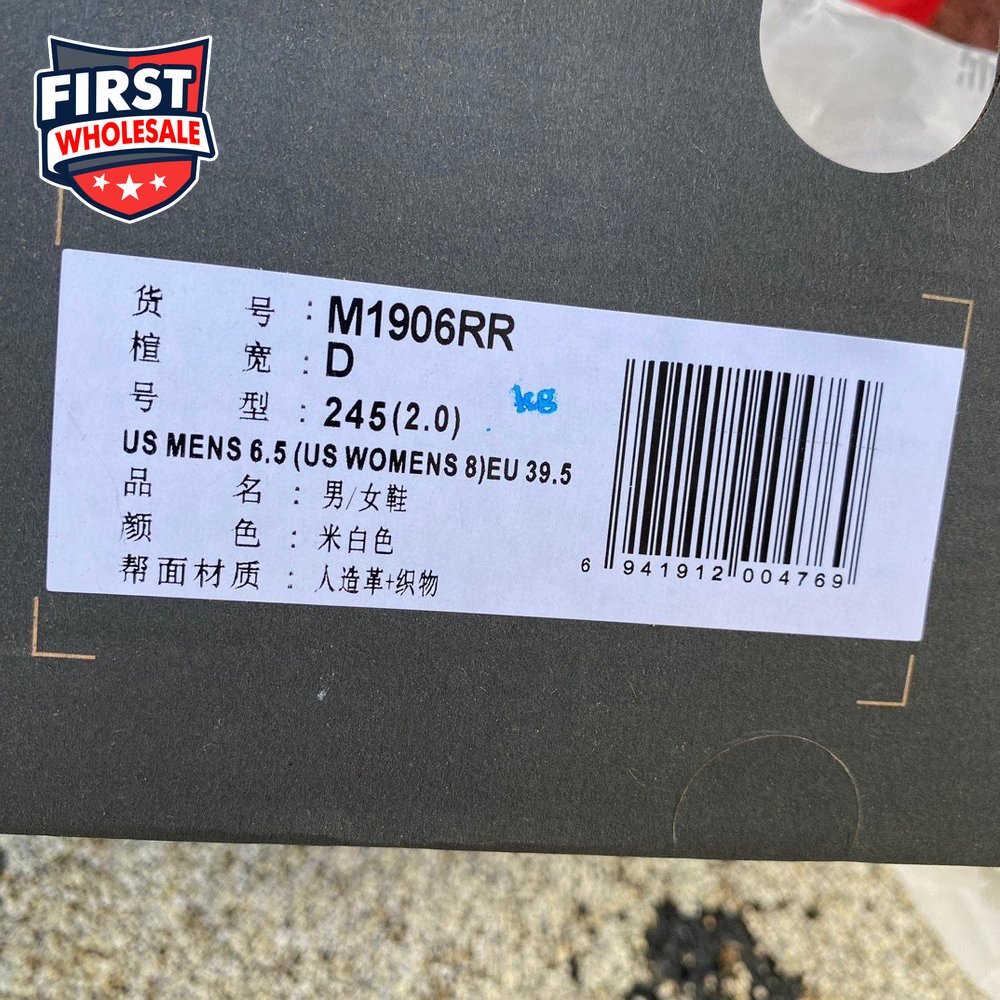 FIRST
WHOLESALE
货号：M1906RR
楦宽：D
号型：245(2.0)
US MENS 6.5 (US WOMENS 8)EU 39.5
品名：男/女鞋
颜色：米白色
帮面材质：人造革+织物
6 941912 004769